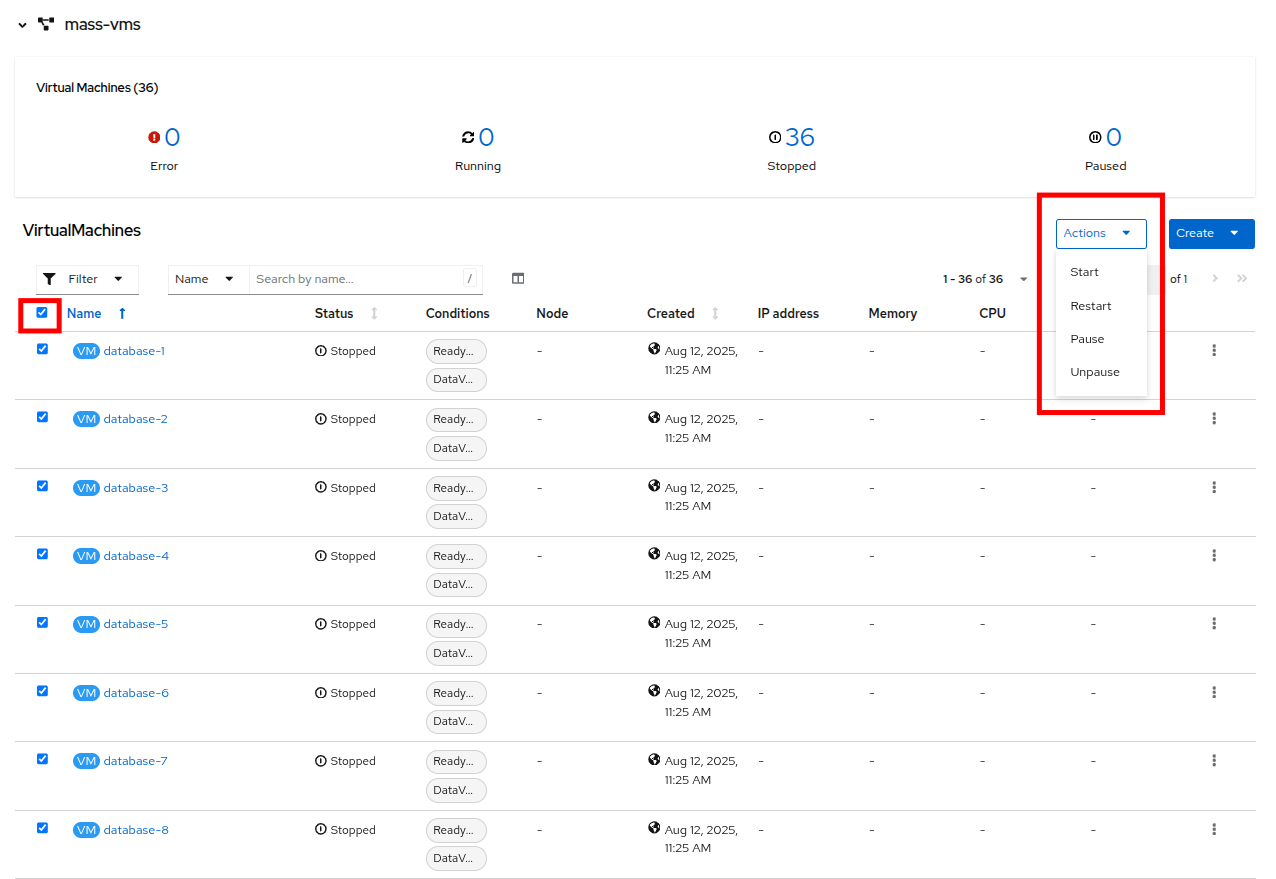 mass-vms
Virtual Machines (36)
0 0 36 0
Error Running Stopped Paused
VirtualMachines Actions Create
Filter Name Search by name... / 1 - 36 of 36 of 1
Start
Restart
Pause
Unpause
Name Status Conditions Node Created IP address Memory CPU
VM database-1 Stopped Ready... - Aug 12, 2025, - - -
DataV... 11:25 AM
VM database-2 Stopped Ready... - Aug 12, 2025, - - - -
DataV... 11:25 AM
VM database-3 Stopped Ready... - Aug 12, 2025, - - - -
DataV... 11:25 AM
VM database-4 Stopped Ready... - Aug 12, 2025, - - - -
DataV... 11:25 AM
VM database-5 Stopped Ready... - Aug 12, 2025, - - - -
DataV... 11:25 AM
VM database-6 Stopped Ready... - Aug 12, 2025, - - - -
DataV... 11:25 AM
VM database-7 Stopped Ready... - Aug 12, 2025, - - - -
DataV... 11:25 AM
VM database-8 Stopped Ready... - Aug 12, 2025, - - - -
DataV... 11:25 AM